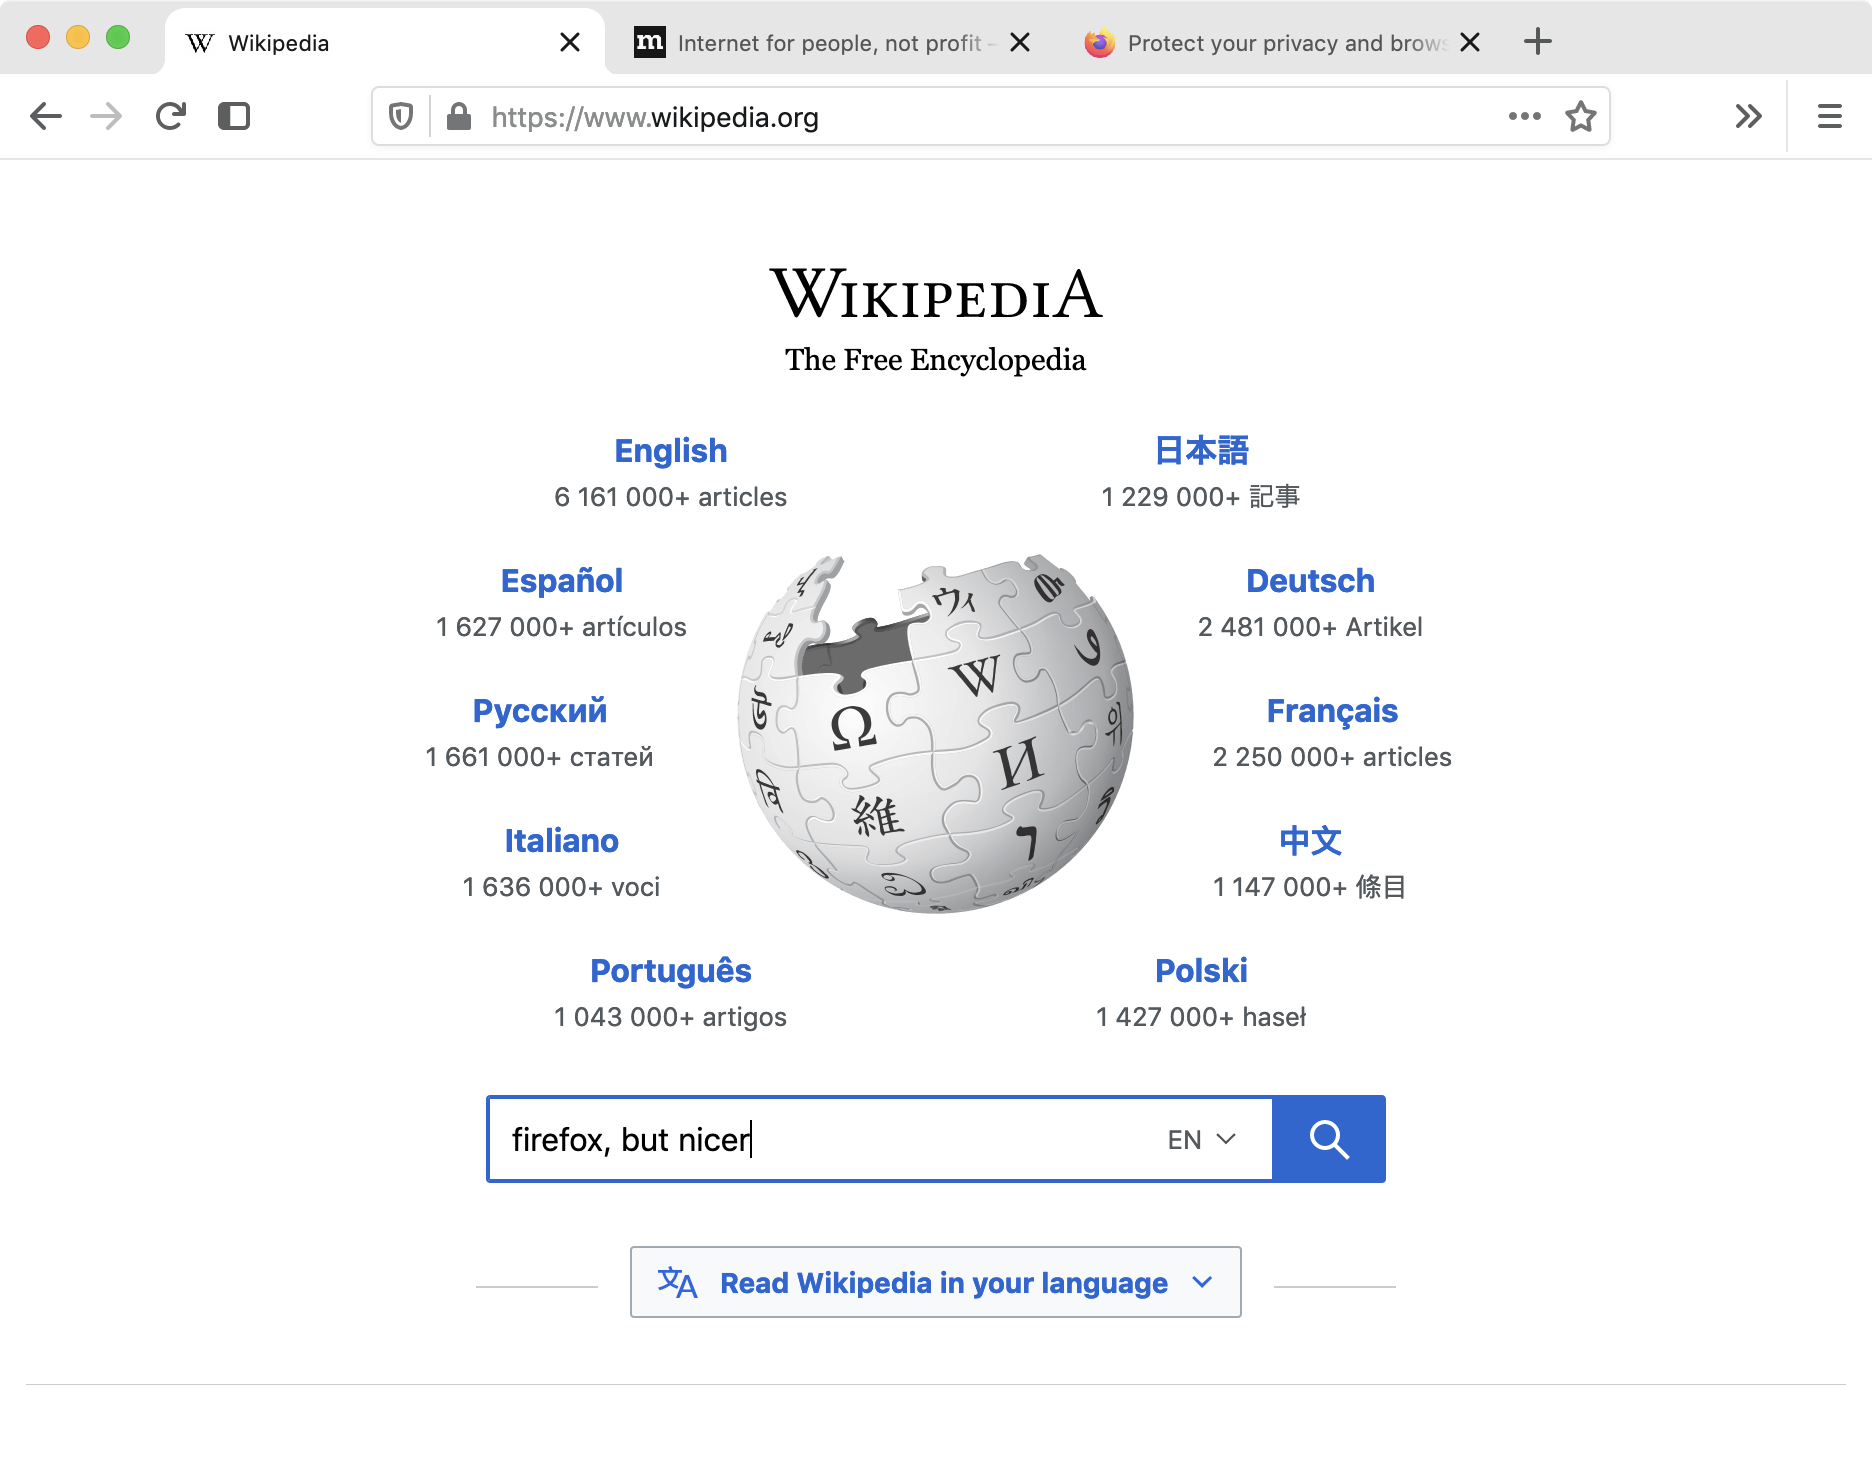 Wikipedia
Internet for people, not profit –
Protect your privacy and brows
https://www.wikipedia.org
WIKIPEDIA
The Free Encyclopedia
English
6 161 000+ articles
日本語
1 229 000+ 記事
Español
1 627 000+ artículos
Deutsch
2 481 000+ Artikel
Русский
1 661 000+ статей
Français
2 250 000+ articles
Italiano
1 636 000+ voci
中文
1 147 000+ 條目
Português
1 043 000+ artigos
Polski
1 427 000+ haseł
ウィ
W
Ω
И
위
維
firefox, but nicer
EN
Read Wikipedia in your language